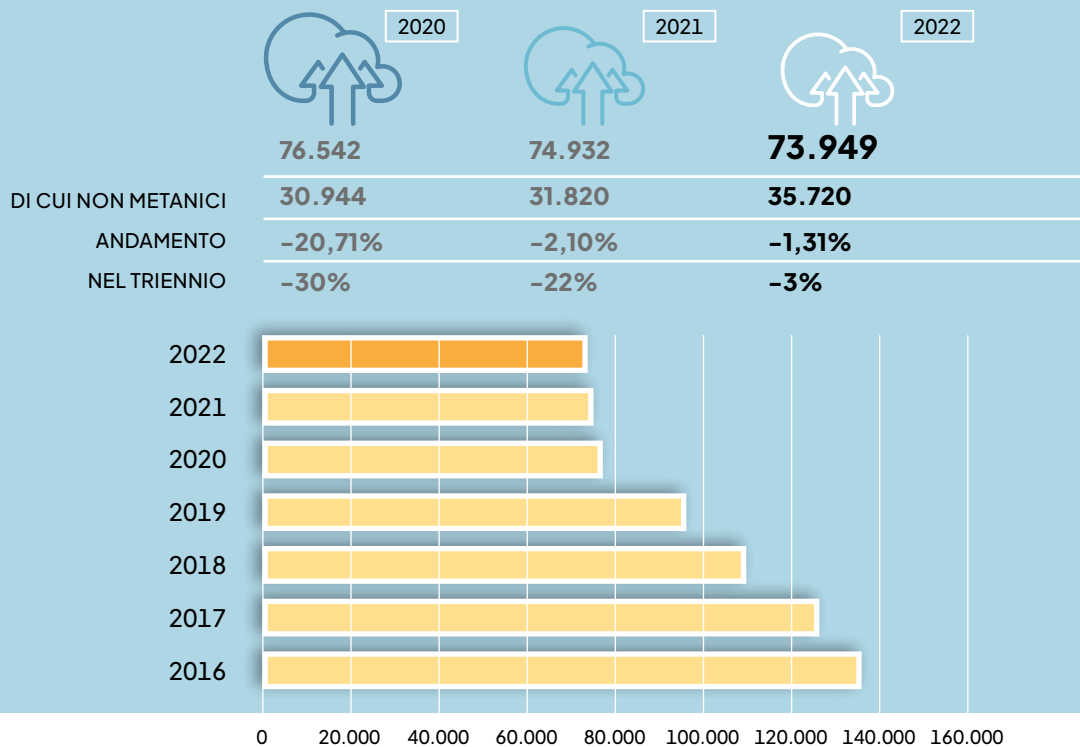 2020 2021 2022
76.542 74.932 73.949
DI CUI NON METANICI 30.944 31.820 35.720
ANDAMENTO -20,71% -2,10% -1,31%
NEL TRIENNIO -30% -22% -3%
2022
2021
2020
2019
2018
2017
2016
0 20.000 40.000 60.000 80.000 100.000 120.000 140.000 160.000